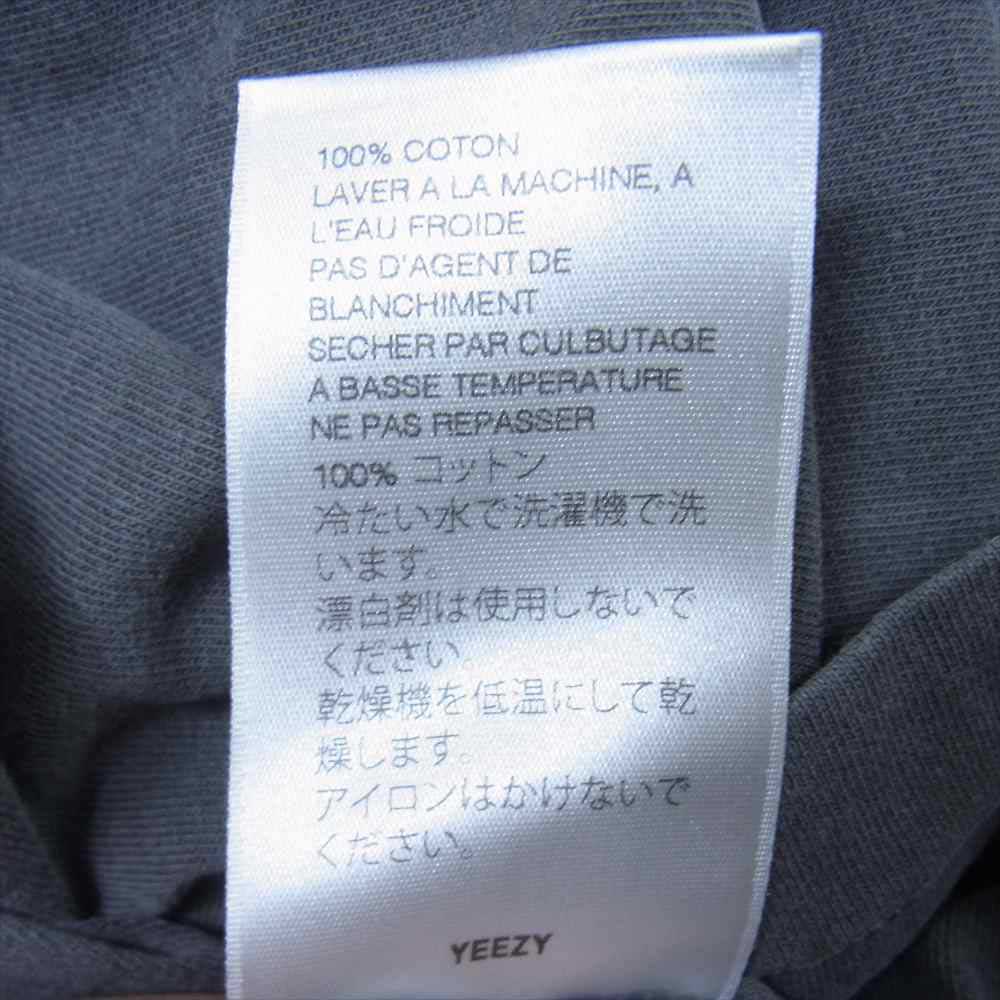 100% COTON
LAVER A LA MACHINE, A
L'EAU FROIDE
PAS D'AGENT DE
BLANCHIMENT
SECHER PAR CULBUTAGE
A BASSE TEMPERATURE
NE PAS REPASSER
100% コットン
冷たい水で洗濯機で洗
います。
漂白剤は使用しないで
ください。
乾燥機を低温にして乾
燥します。
アイロンはかけないで
ください。
YEEZY